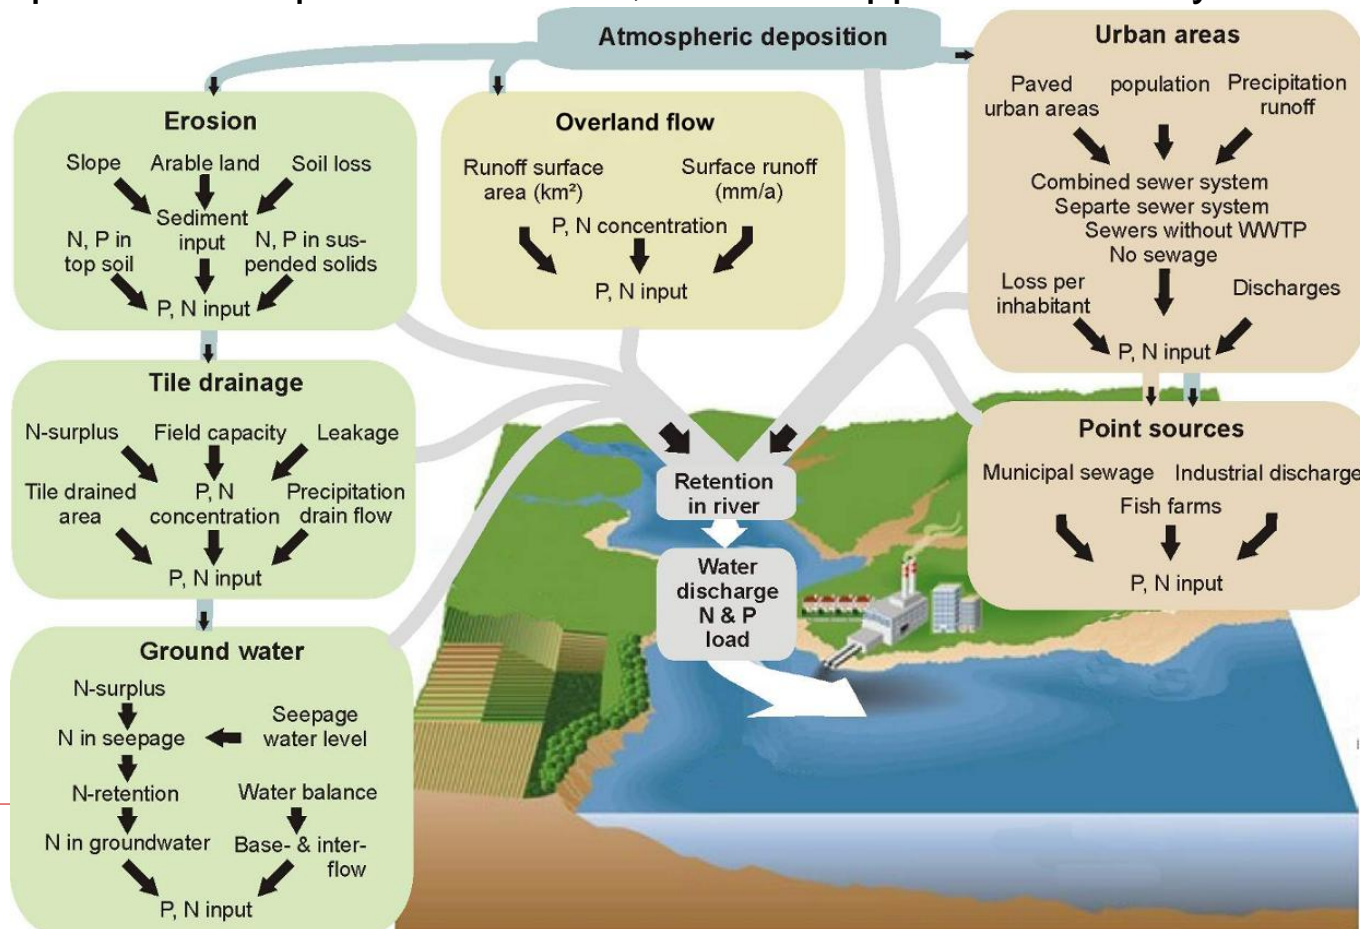 Atmospheric deposition
Urban areas
Paved
urban areas
population
Precipitation
runoff
Combined sewer system
Separte sewer system
Sewers without WWTP
No sewage
Loss per
inhabitant
Discharges
P, N input
Erosion
Slope
Arable land
Soil loss
Sediment
input
N, P in
top soil
N, P in sus-
pended solids
P, N input
Overland flow
Runoff surface
area (km²)
Surface runoff
(mm/a)
P, N concentration
P, N input
Tile drainage
N-surplus
Field capacity
Leakage
Tile drained
area
P, N
concentration
Precipitation
drain flow
P, N input
Point sources
Municipal sewage
Industrial discharge
Fish farms
P, N input
Retention
in river
Water
discharge
N & P
load
Ground water
N-surplus
N in seepage
Seepage
water level
N-retention
Water balance
N in groundwater
Base- & inter-
flow
P, N input